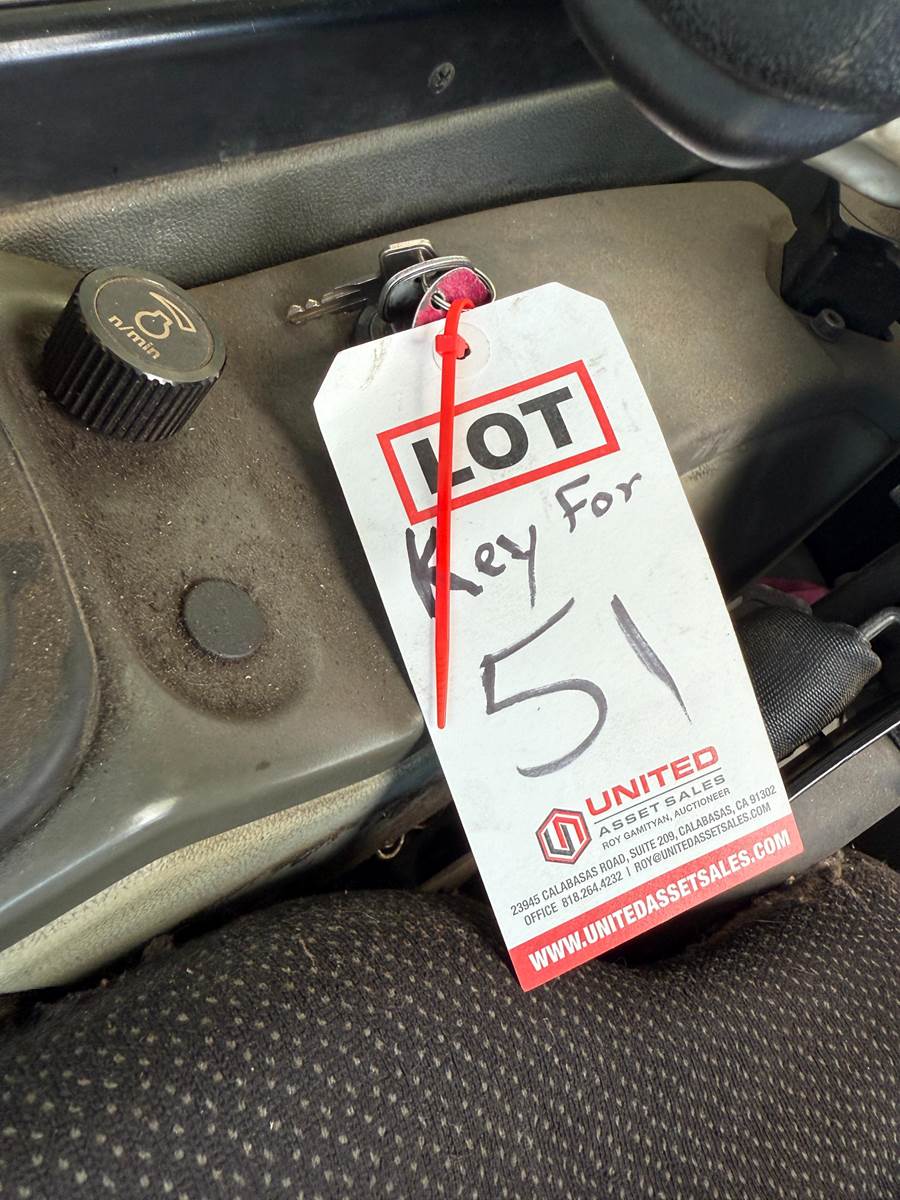 n/min
LOT
Key For
51
UNITED
ASSET SALES
ROY GAMITYAN, AUCTIONEER
23945 CALABASAS ROAD, SUITE 209, CALABASAS, CA 91302
OFFICE 818.264.4232 | ROY@UNITEDASSETSALES.COM
WWW.UNITEDASSETSALES.COM